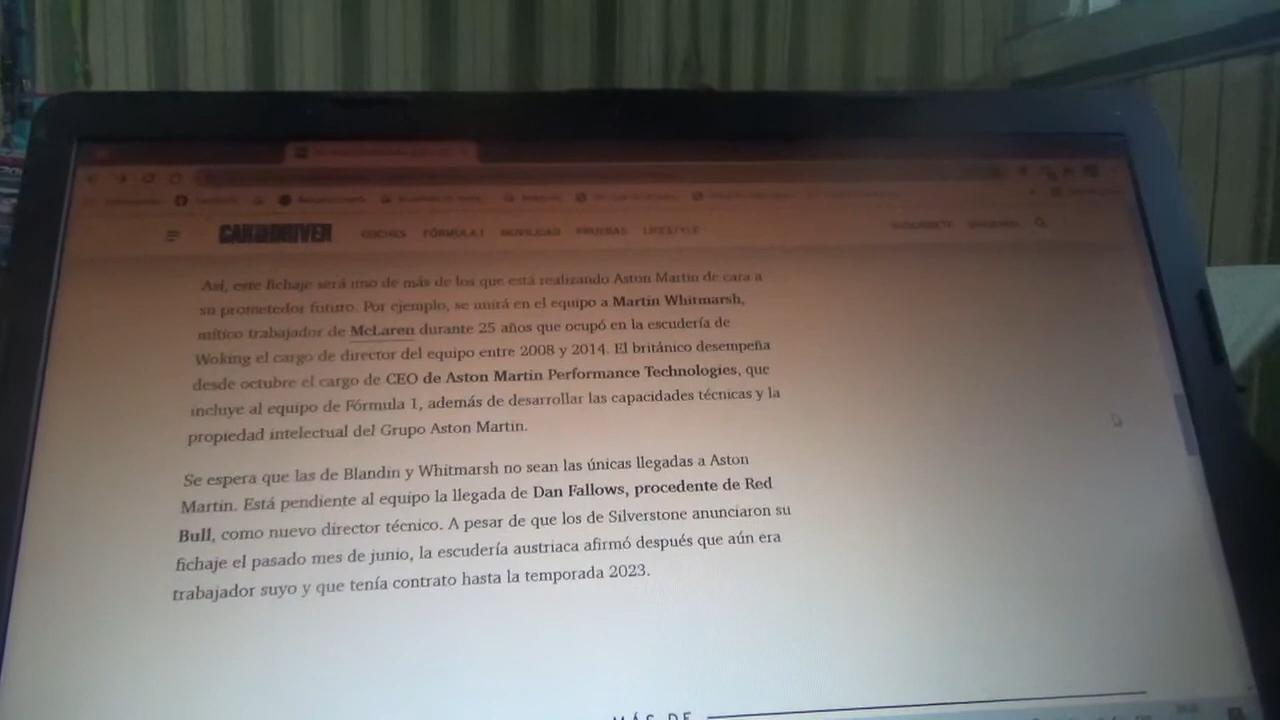 CAR AND DRIVER COCHES FÓRMULA 1 MOVILIDAD PRUEBAS LIFESTYLE
Así, este fichaje será uno de más de los que está realizando Aston Martin de cara a
su prometedor futuro. Por ejemplo, se unirá en el equipo a Martin Whitmarsh,
mítico trabajador de McLaren durante 25 años que ocupó en la escudería de
Woking el cargo de director del equipo entre 2008 y 2014. El británico desempeña
desde octubre el cargo de CEO de Aston Martin Performance Technologies, que
incluye al equipo de Fórmula 1, además de desarrollar las capacidades técnicas y la
propiedad intelectual del Grupo Aston Martin.
Se espera que las de Blandin y Whitmarsh no sean las únicas llegadas a Aston
Martin. Está pendiente al equipo la llegada de Dan Fallows, procedente de Red
Bull, como nuevo director técnico. A pesar de que los de Silverstone anunciaron su
fichaje el pasado mes de junio, la escudería austriaca afirmó después que aún era
trabajador suyo y que tenía contrato hasta la temporada 2023.
MÁS DE